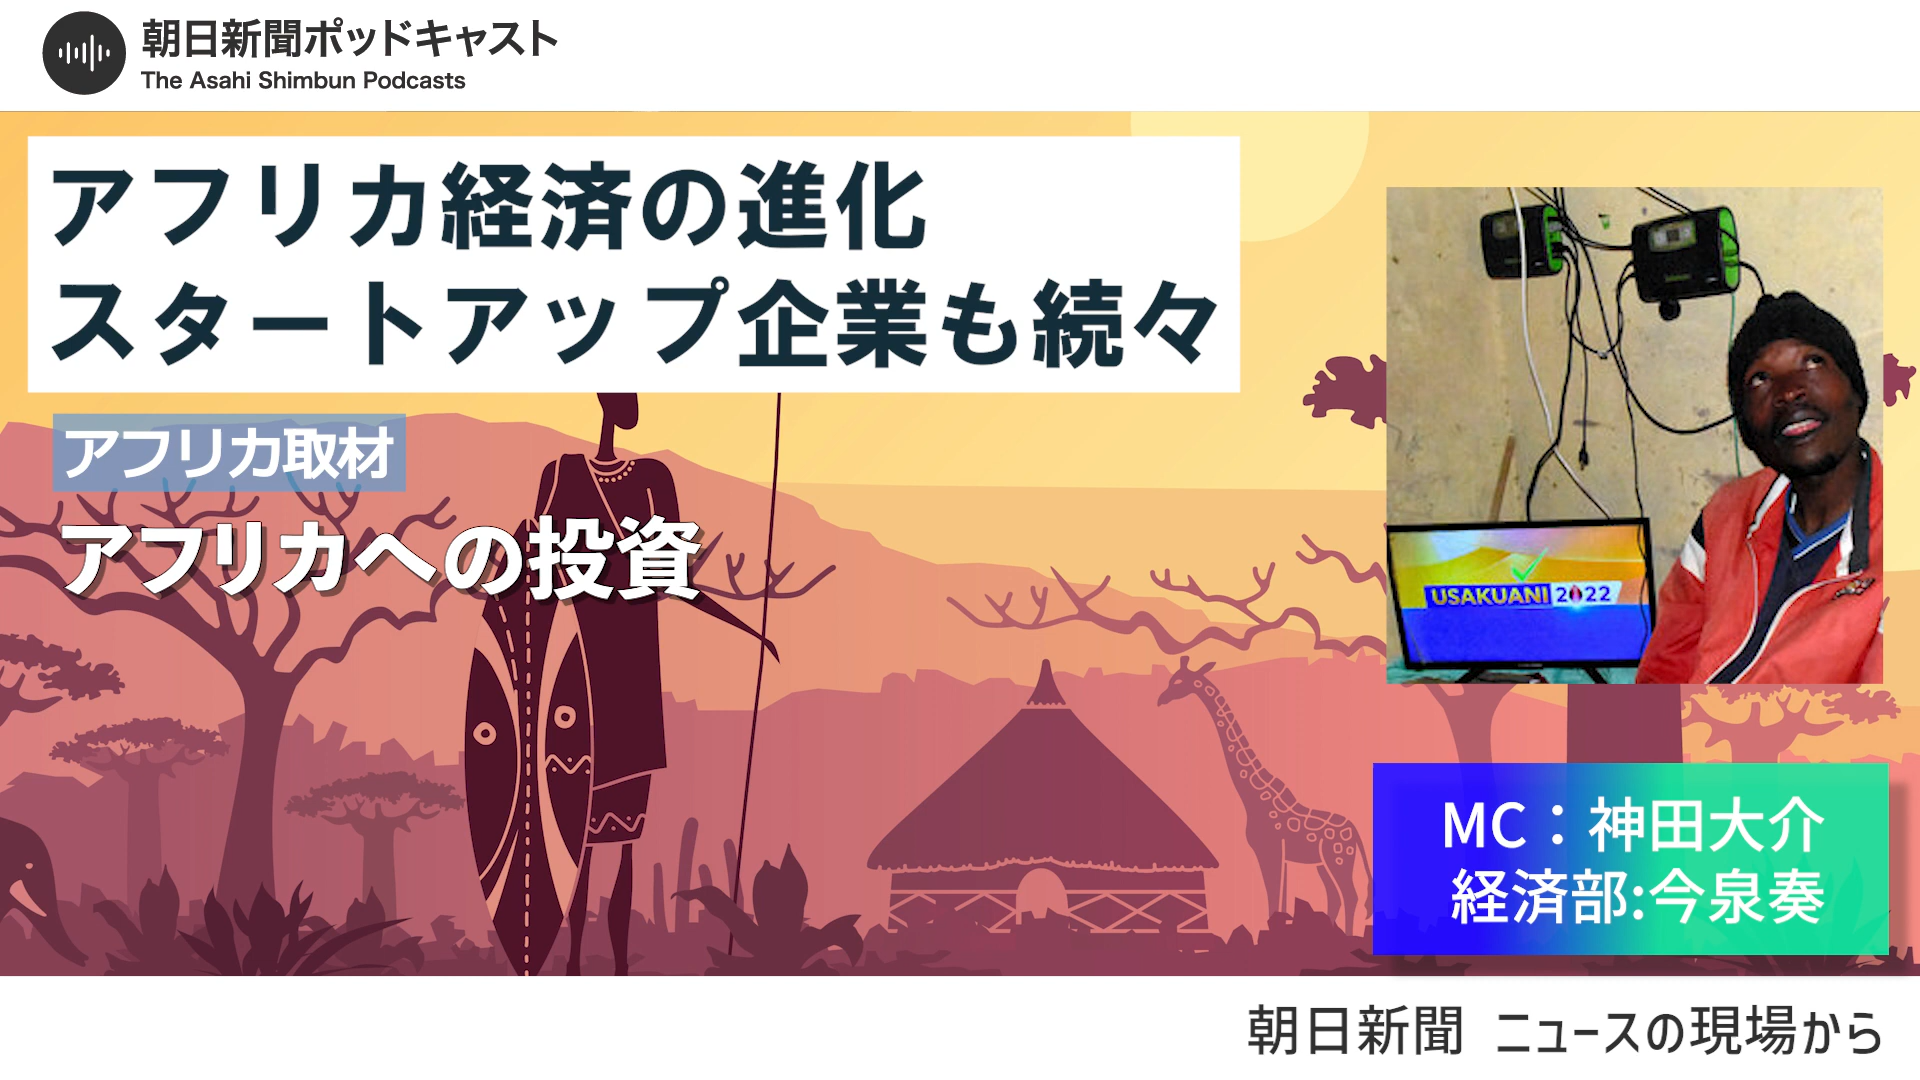 朝日新聞ポッドキャスト
The Asahi Shimbun Podcasts
アフリカ経済の進化
スタートアップ企業も続々
アフリカ取材
アフリカへの投資
USAKUANI 2022
MC：神田大介
経済部:今泉奏
朝日新聞 ニュースの現場から